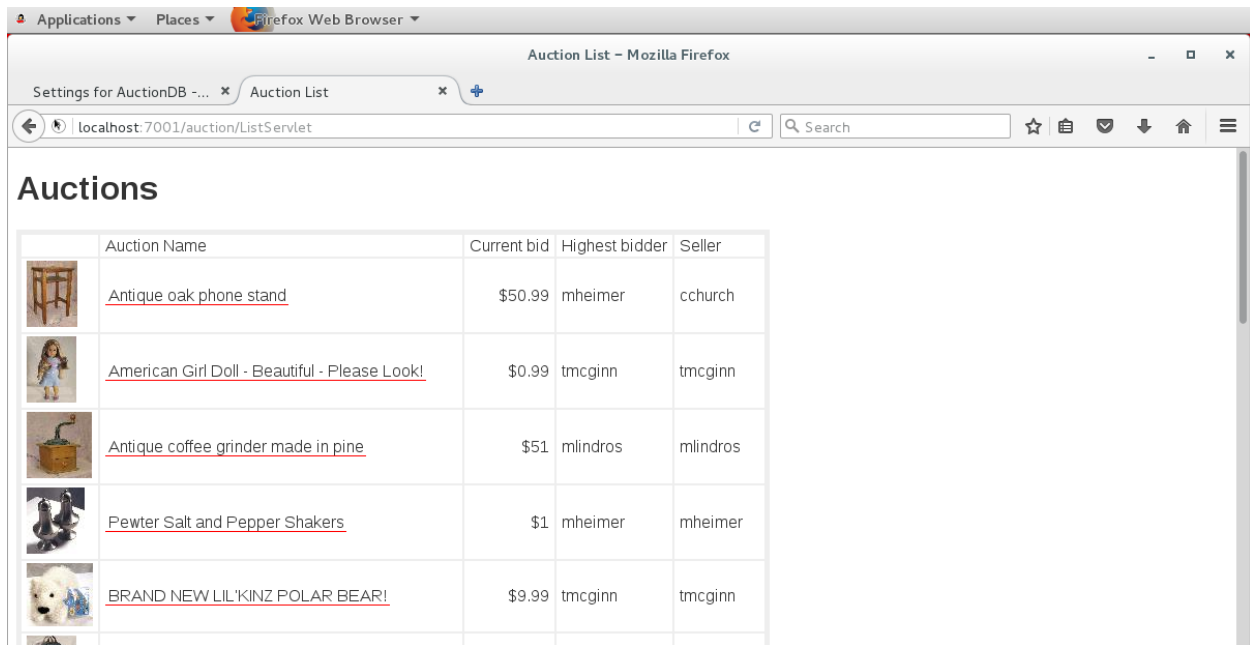 Applications Places Firefox Web Browser
Auction List – Mozilla Firefox
Settings for AuctionDB -... Auction List
localhost:7001/auction/ListServlet Search
Auctions
Auction Name Current bid Highest bidder Seller
Antique oak phone stand $50.99 mheimer cchurch
American Girl Doll - Beautiful - Please Look! $0.99 tmcginn tmcginn
Antique coffee grinder made in pine $51 mlindros mlindros
Pewter Salt and Pepper Shakers $1 mheimer mheimer
BRAND NEW LIL'KINZ POLAR BEAR! $9.99 tmcginn tmcginn